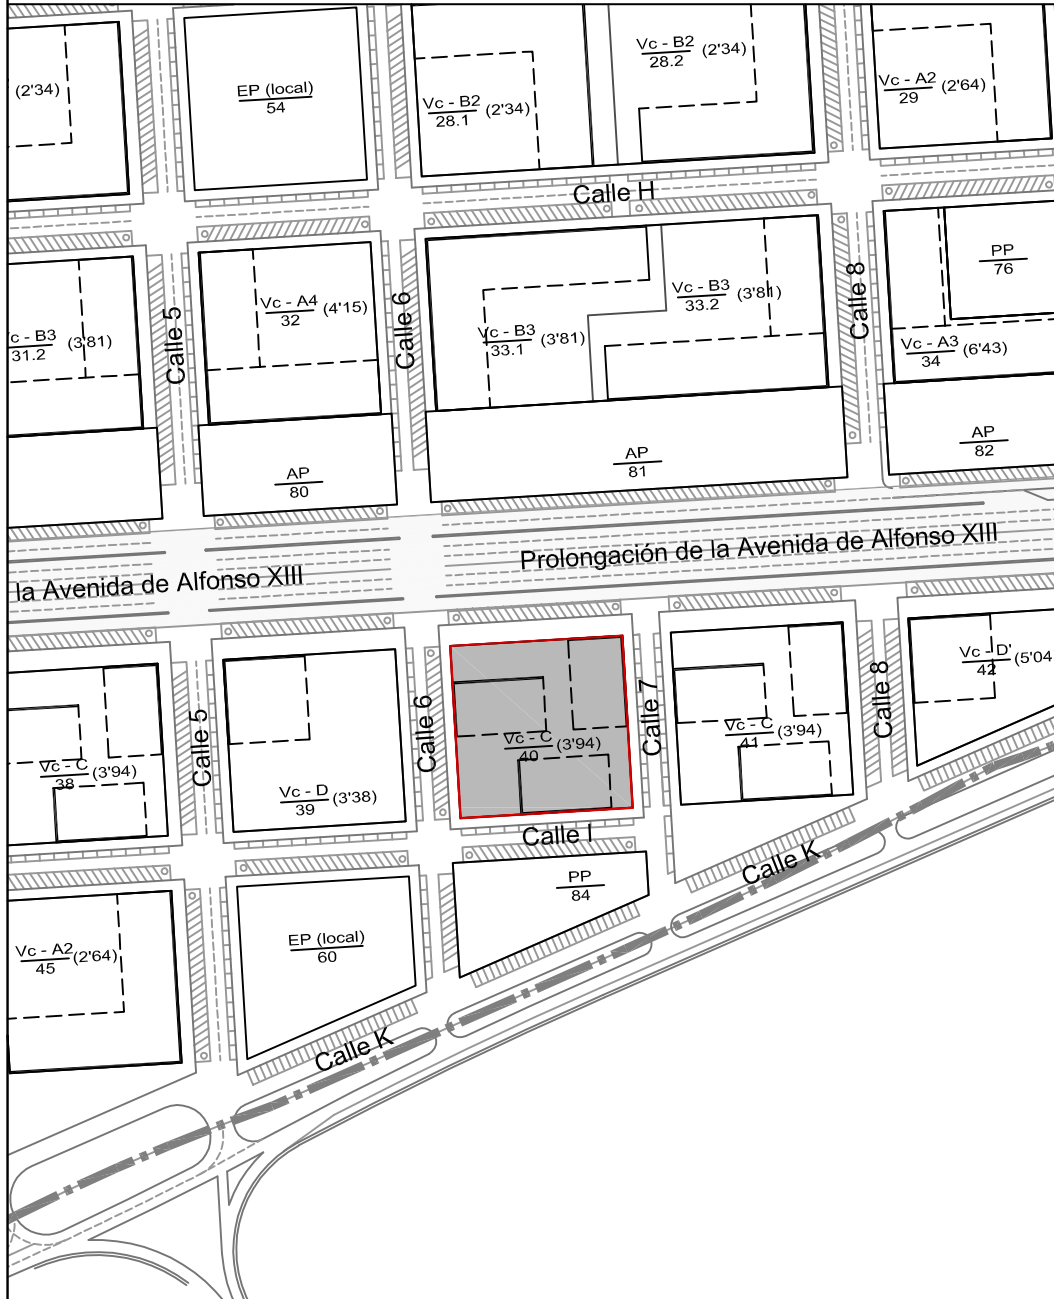 (2'34)
EP (local)
54
Vc - B2 (2'34)
28.1
Vc - B2 (2'34)
28.2
Vc - A2 (2'64)
29
Calle H
c - B3 (3'81)
31.2
Calle 5
Vc - A4 (4'15)
32
Calle 6
Vc - B3 (3'81)
33.1
Vc - B3 (3'81)
33.2
Calle 8
PP
76
Vc - A3 (6'43)
34
AP
80
AP
81
AP
82
la Avenida de Alfonso XIII
Prolongación de la Avenida de Alfonso XIII
Vc - C (3'94)
38
Calle 5
Vc - D (3'38)
39
Calle 6
Vc - C (3'94)
40
Calle 7
Vc - C (3'94)
41
Calle 8
Vc - D' (5'04
42
Calle I
Calle K
PP
84
Vc - A2 (2'64)
45
EP (local)
60
Calle K